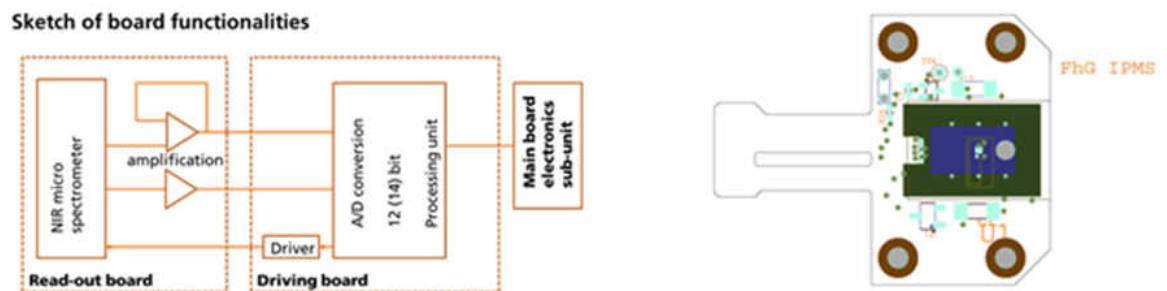 Sketch of board functionalities
NIR micro
spectrometer
amplification
A/D conversion
12 (14) bit
Processing unit
Main board
electronics
sub-unit
Driver
Read-out board
Driving board
FhG IPMS